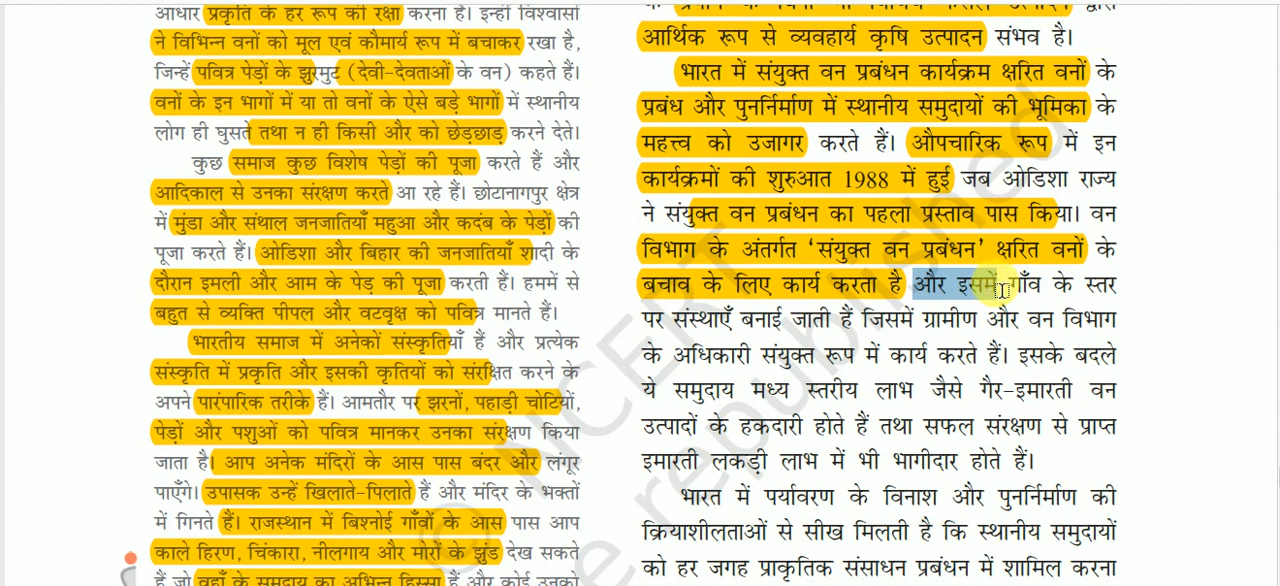 आधार प्रकृति के हर रूप की रक्षा करना है। इन्हीं विश्वासों
ने विभिन्न वनों को मूल एवं कौमार्य रूप में बचाकर रखा है,
जिन्हें पवित्र पेड़ों के झुरमुट (देवी-देवताओं के वन) कहते हैं।
वनों के इन भागों में या तो वनों के ऐसे बड़े भागों में स्थानीय
लोग ही घुसते तथा न ही किसी और को छेड़छाड़ करने देते।
कुछ समाज कुछ विशेष पेड़ों की पूजा करते हैं और
आदिकाल से उनका संरक्षण करते आ रहे हैं। छोटानागपुर क्षेत्र
में मुंडा और संथाल जनजातियाँ महुआ और कदंब के पेड़ों की
पूजा करते हैं। ओडिशा और बिहार की जनजातियाँ शादी के
दौरान इमली और आम के पेड़ की पूजा करती हैं। हममें से
बहुत से व्यक्ति पीपल और वटवृक्ष को पवित्र मानते हैं।
भारतीय समाज में अनेकों संस्कृतियाँ हैं और प्रत्येक
संस्कृति में प्रकृति और इसकी कृतियों को संरक्षित करने के
अपने पारंपारिक तरीके हैं। आमतौर पर झरनों, पहाड़ी चोटियों,
पेड़ों और पशुओं को पवित्र मानकर उनका संरक्षण किया
जाता है। आप अनेक मंदिरों के आस पास बंदर और लंगूर
पाएँगे। उपासक उन्हें खिलाते-पिलाते हैं और मंदिर के भक्तों
में गिनते हैं। राजस्थान में बिश्नोई गाँवों के आस पास आप
काले हिरण, चिंकारा, नीलगाय और मोरों के झुंड देख सकते
हैं जो वहाँ के समुदाय का अभिन्न हिस्सा हैं और कोई उनको
आर्थिक रूप से व्यवहार्य कृषि उत्पादन संभव है।
भारत में संयुक्त वन प्रबंधन कार्यक्रम क्षरित वनों के
प्रबंध और पुनर्निर्माण में स्थानीय समुदायों की भूमिका के
महत्त्व को उजागर करते हैं। औपचारिक रूप में इन
कार्यक्रमों की शुरुआत 1988 में हुई जब ओडिशा राज्य
ने संयुक्त वन प्रबंधन का पहला प्रस्ताव पास किया। वन
विभाग के अंतर्गत ‘संयुक्त वन प्रबंधन’ क्षरित वनों के
बचाव के लिए कार्य करता है और इसमें गाँव के स्तर
पर संस्थाएँ बनाई जाती हैं जिसमें ग्रामीण और वन विभाग
के अधिकारी संयुक्त रूप में कार्य करते हैं। इसके बदले
ये समुदाय मध्य स्तरीय लाभ जैसे गैर-इमारती वन
उत्पादों के हकदारी होते हैं तथा सफल संरक्षण से प्राप्त
इमारती लकड़ी लाभ में भी भागीदार होते हैं।
भारत में पर्यावरण के विनाश और पुनर्निर्माण की
क्रियाशीलताओं से सीख मिलती है कि स्थानीय समुदायों
को हर जगह प्राकृतिक संसाधन प्रबंधन में शामिल करना
© NCERT
be republished